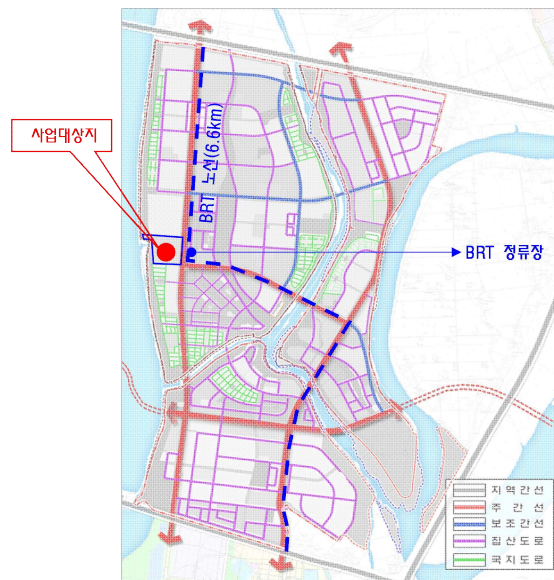 사업대상지
BRT 노선(6.6km)
BRT 정류장
지역간선
주간선
보조간선
집산도로
국지도로